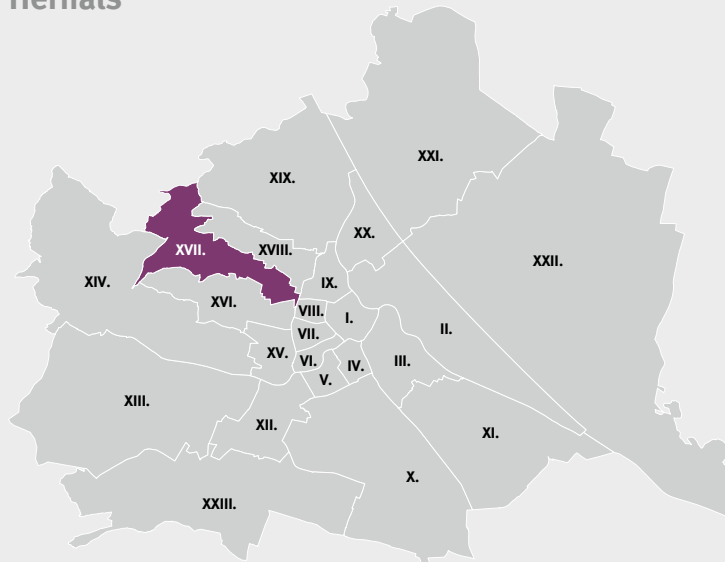 Hernals
XXI.
XIX.
XX.
XVII.
XVIII.
XXII.
XIV.
IX.
XVI.
VIII.
I.
VII.
II.
XV.
VI.
IV.
III.
V.
XIII.
XII.
XI.
X.
XXIII.